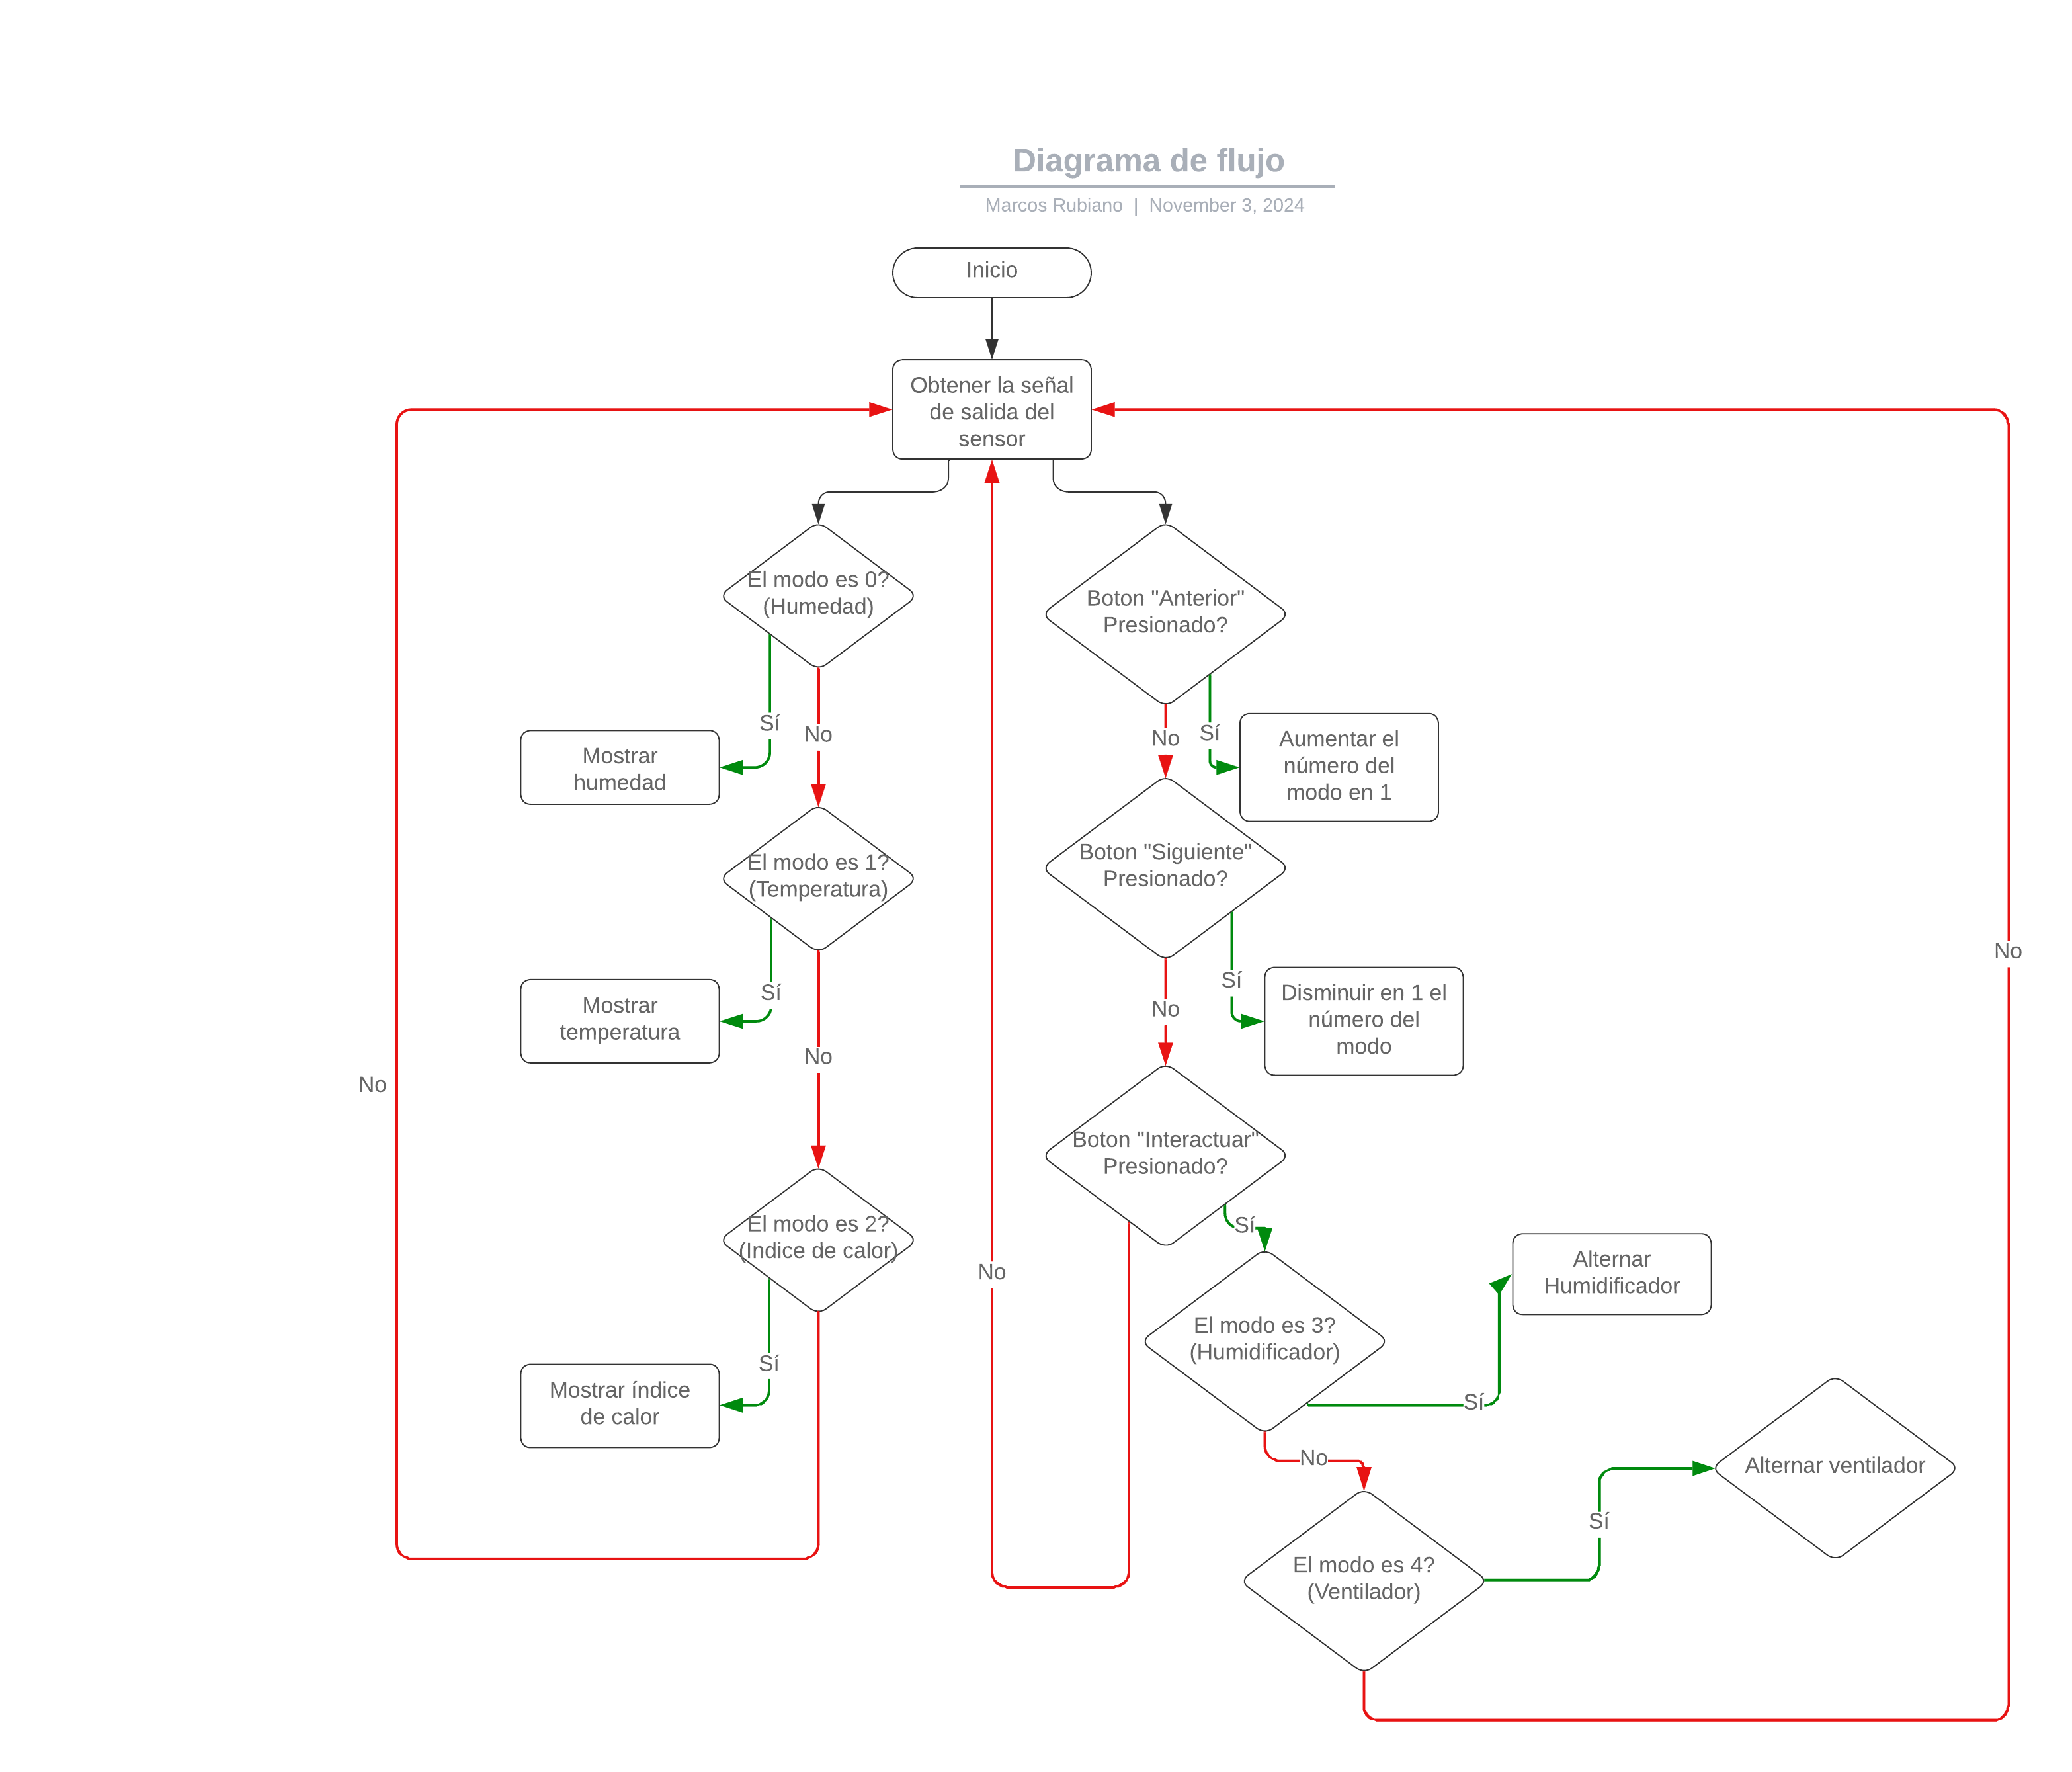 Diagrama de flujo
Marcos Rubiano | November 3, 2024
Inicio
Obtener la señal
de salida del
sensor
El modo es 0?
(Humedad)
Sí
No
Mostrar
humedad
El modo es 1?
(Temperatura)
Sí
No
Mostrar
temperatura
El modo es 2?
(Indice de calor)
Sí
Mostrar índice
de calor
No
Boton "Anterior"
Presionado?
No
Sí
Aumentar el
número del
modo en 1
Boton "Siguiente"
Presionado?
Sí
No
Disminuir en 1 el
número del
modo
Boton "Interactuar"
Presionado?
Sí
No
El modo es 3?
(Humidificador)
Sí
Alternar
Humidificador
No
El modo es 4?
(Ventilador)
Sí
Alternar ventilador
No